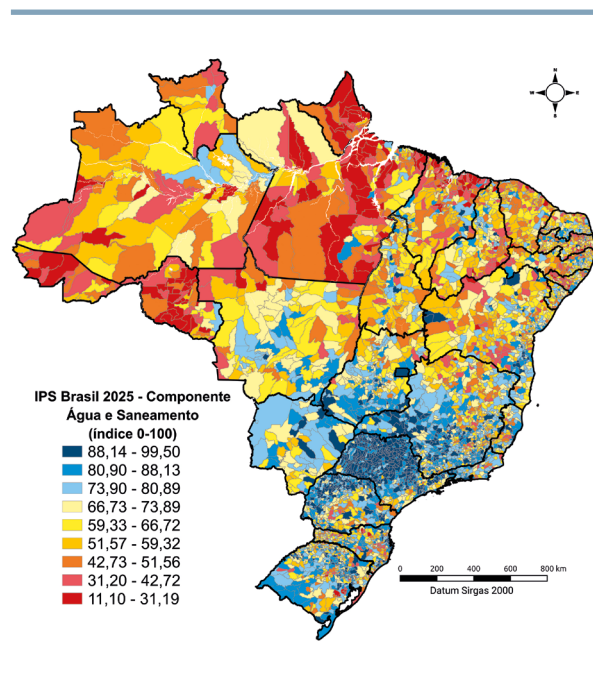 N
W E
S
IPS Brasil 2025 - Componente
Água e Saneamento
(índice 0-100)
88,14 - 99,50
80,90 - 88,13
73,90 - 80,89
66,73 - 73,89
59,33 - 66,72
51,57 - 59,32
42,73 - 51,56
31,20 - 42,72
11,10 - 31,19
0 200 400 600 800 km
Datum Sirgas 2000